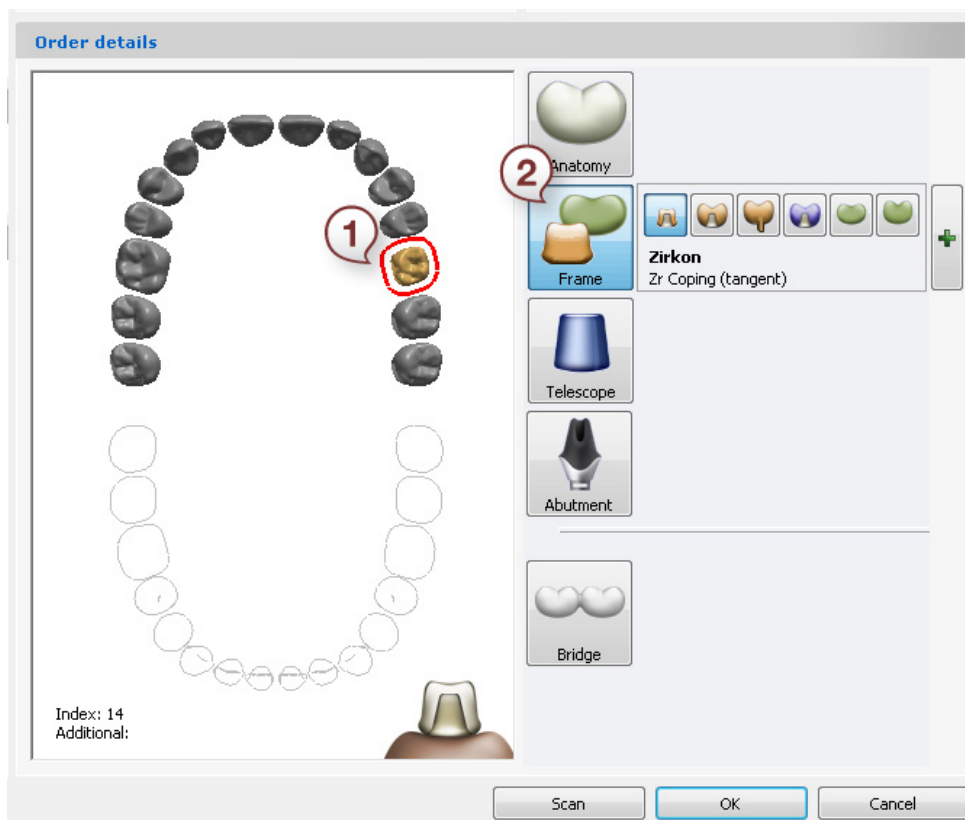 Order details
1
2
Anatomy
Frame
Zirkon
Zr Coping (tangent)
Telescope
Abutment
Bridge
Index: 14
Additional:
Scan
OK
Cancel